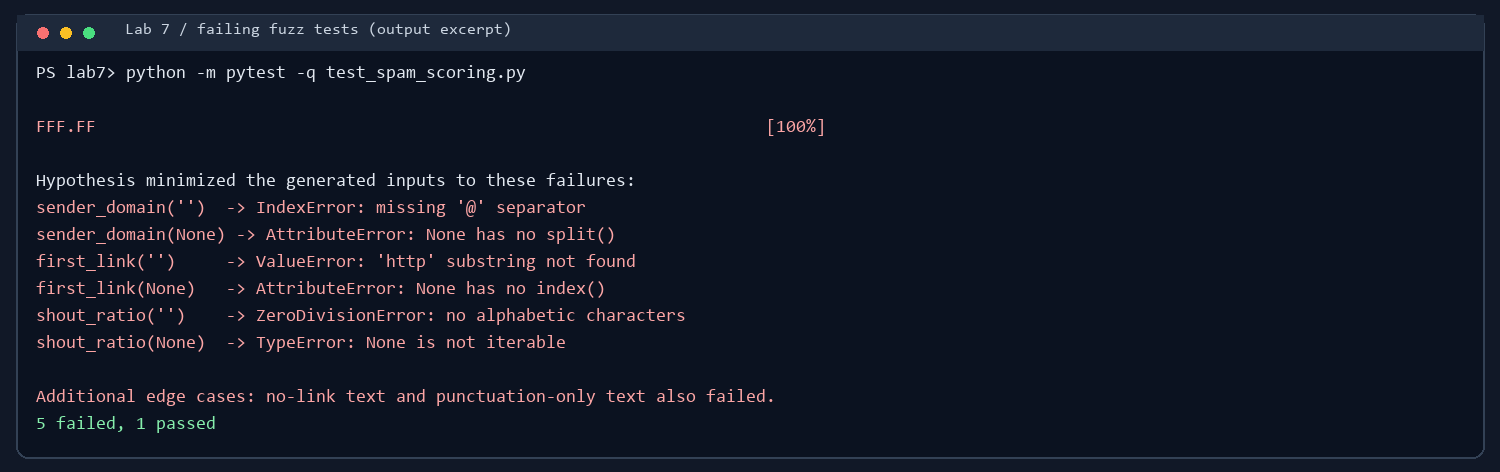 Lab 7 / failing fuzz tests (output excerpt)
PS lab7> python -m pytest -q test_spam_scoring.py
FFF.FF [100%]
Hypothesis minimized the generated inputs to these failures:
sender_domain('') -> IndexError: missing '@' separator
sender_domain(None) -> AttributeError: None has no split()
first_link('') -> ValueError: 'http' substring not found
first_link(None) -> AttributeError: None has no index()
shout_ratio('') -> ZeroDivisionError: no alphabetic characters
shout_ratio(None) -> TypeError: None is not iterable
Additional edge cases: no-link text and punctuation-only text also failed.
5 failed, 1 passed